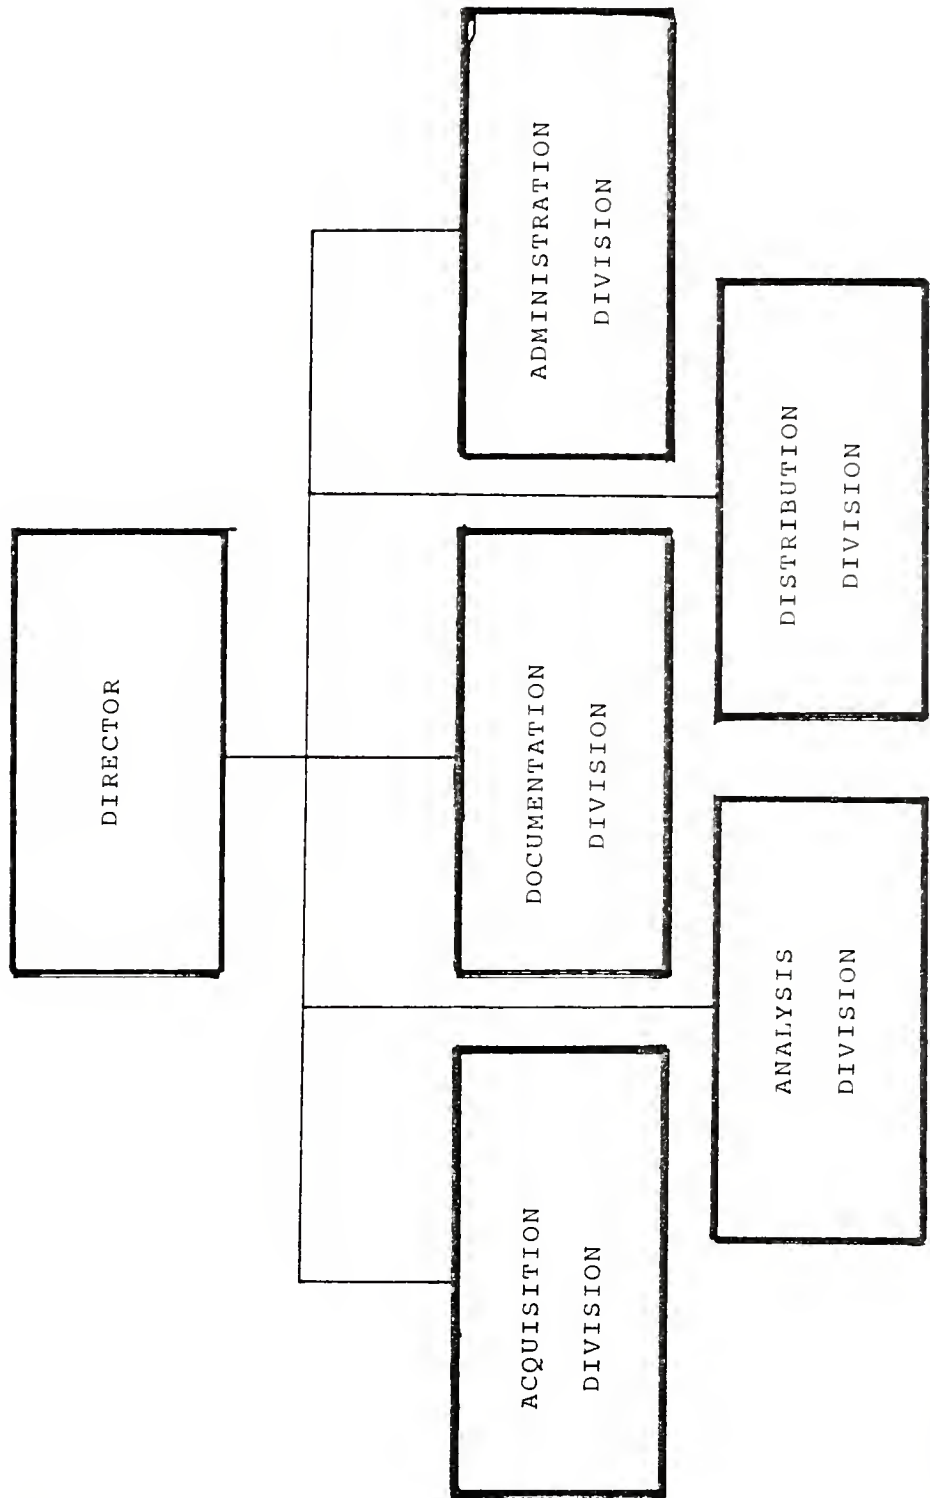 DIRECTOR
ACQUISITION
DIVISION
DOCUMENTATION
DIVISION
ADMINISTRATION
DIVISION
ANALYSIS
DIVISION
DISTRIBUTION
DIVISION